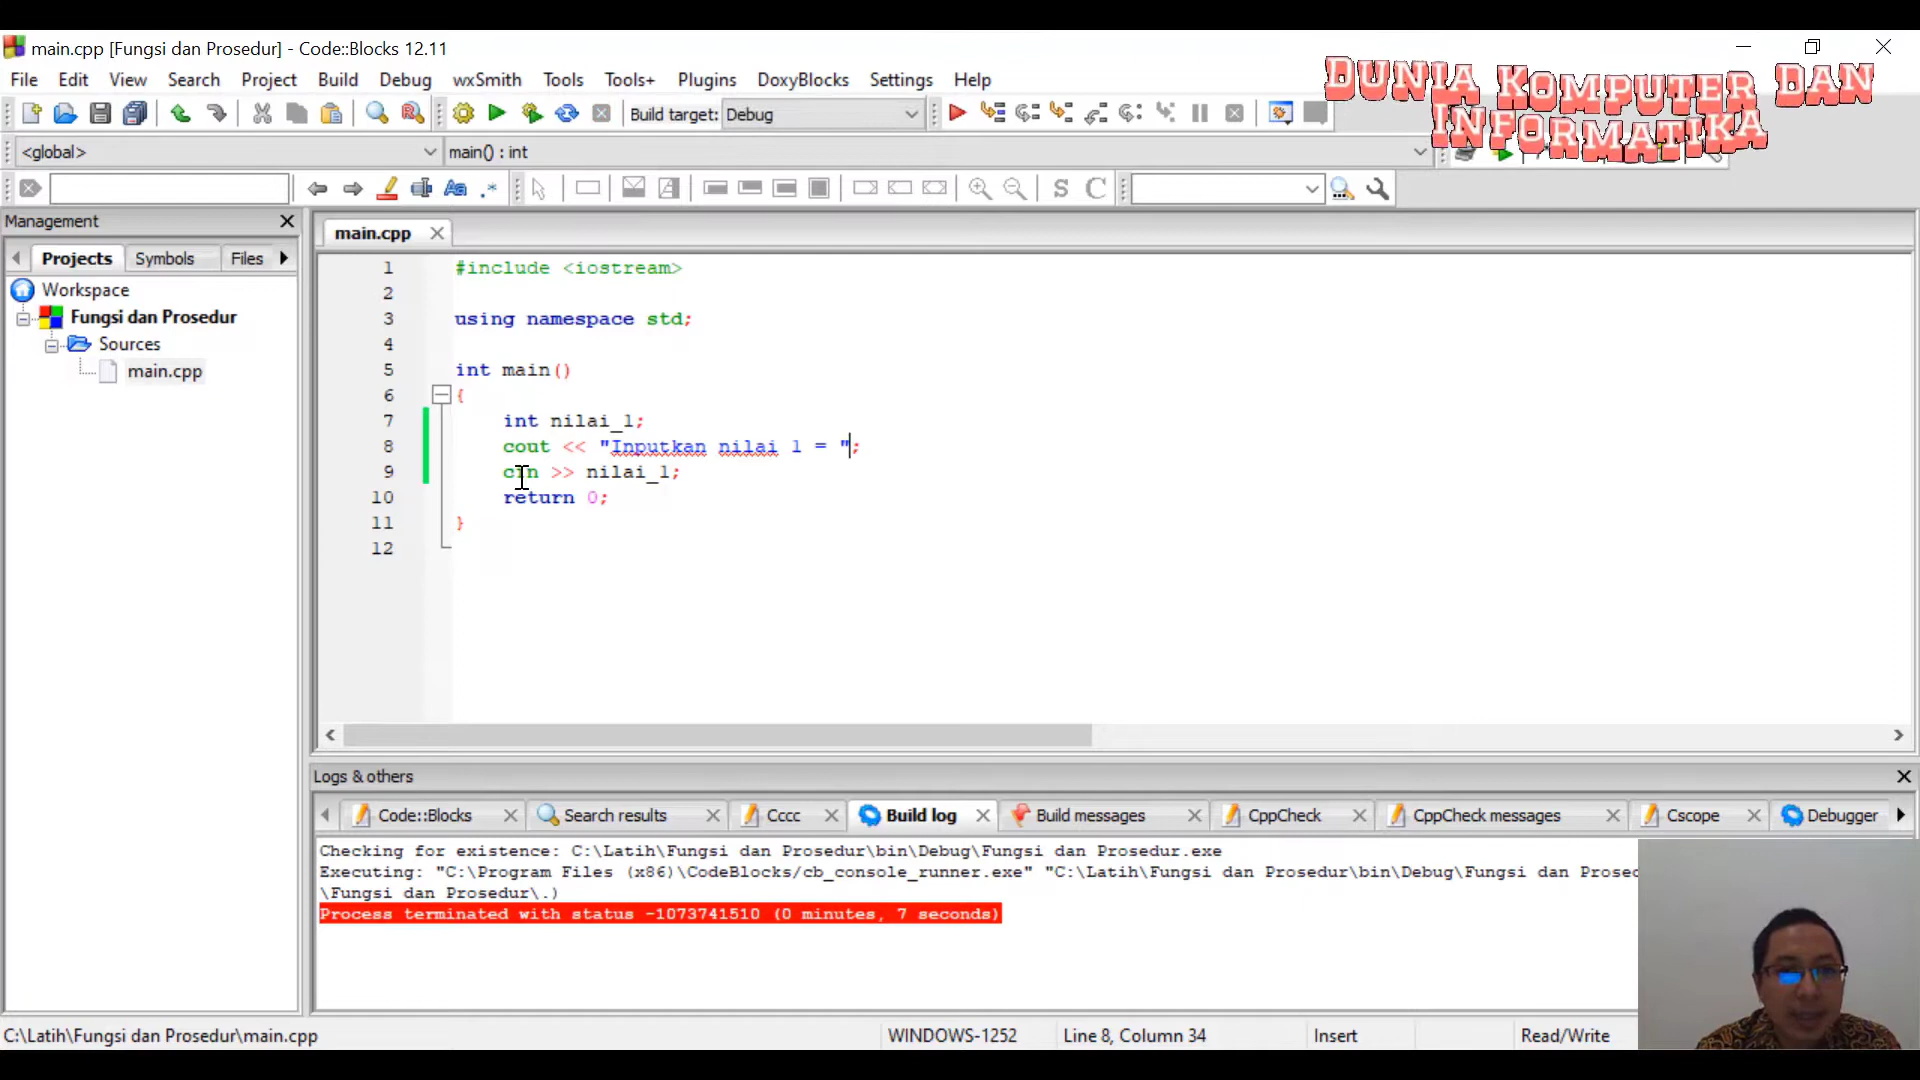 main.cpp [Fungsi dan Prosedur] - Code::Blocks 12.11
DUNIA KOMPUTER DAN
INFORMATIKA
File Edit View Search Project Build Debug wxSmith Tools Tools+ Plugins DoxyBlocks Settings Help
Build target: Debug
<global> main() : int
S C
Management
Projects Symbols Files
Workspace
Fungsi dan Prosedur
Sources
main.cpp
main.cpp
1 #include <iostream>
2
3 using namespace std;
4
5 int main()
6 {
7 int nilai_1;
8 cout << "Inputkan nilai 1 = ";
9 cin >> nilai_1;
10 return 0;
11 }
12
Logs & others
Code::Blocks Search results Cccc Build log Build messages CppCheck CppCheck messages Cscope Debugger
Checking for existence: C:\Latih\Fungsi dan Prosedur\bin\Debug\Fungsi dan Prosedur.exe
Executing: "C:\Program Files (x86)\CodeBlocks/cb_console_runner.exe" "C:\Latih\Fungsi dan Prosedur\bin\Debug\Fungsi dan Prosed
\Fungsi dan Prosedur\.)
Process terminated with status -1073741510 (0 minutes, 7 seconds)
C:\Latih\Fungsi dan Prosedur\main.cpp WINDOWS-1252 Line 8, Column 34 Insert Read/Write